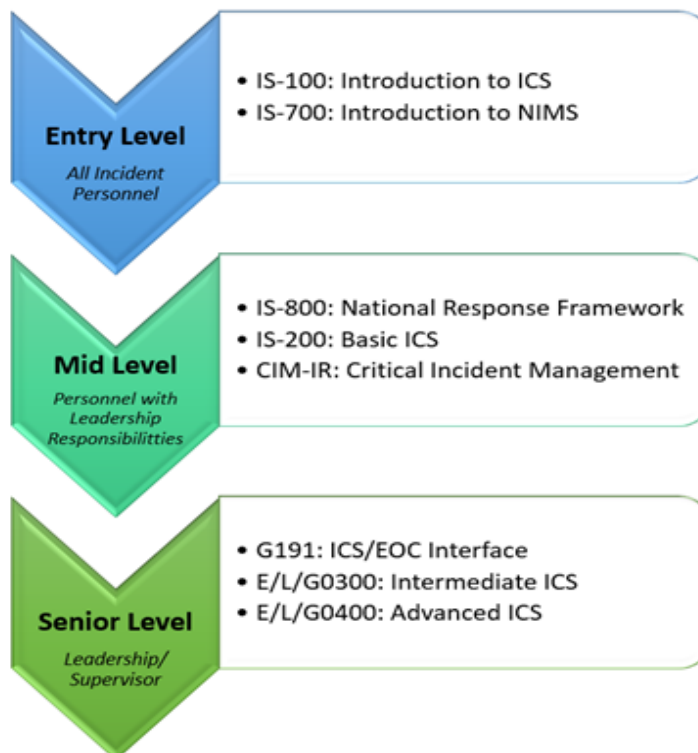 Entry Level
All Incident
Personnel
• IS-100: Introduction to ICS
• IS-700: Introduction to NIMS
Mid Level
Personnel with
Leadership
Responsibilitties
• IS-800: National Response Framework
• IS-200: Basic ICS
• CIM-IR: Critical Incident Management
Senior Level
Leadership/
Supervisor
• G191: ICS/EOC Interface
• E/L/G0300: Intermediate ICS
• E/L/G0400: Advanced ICS